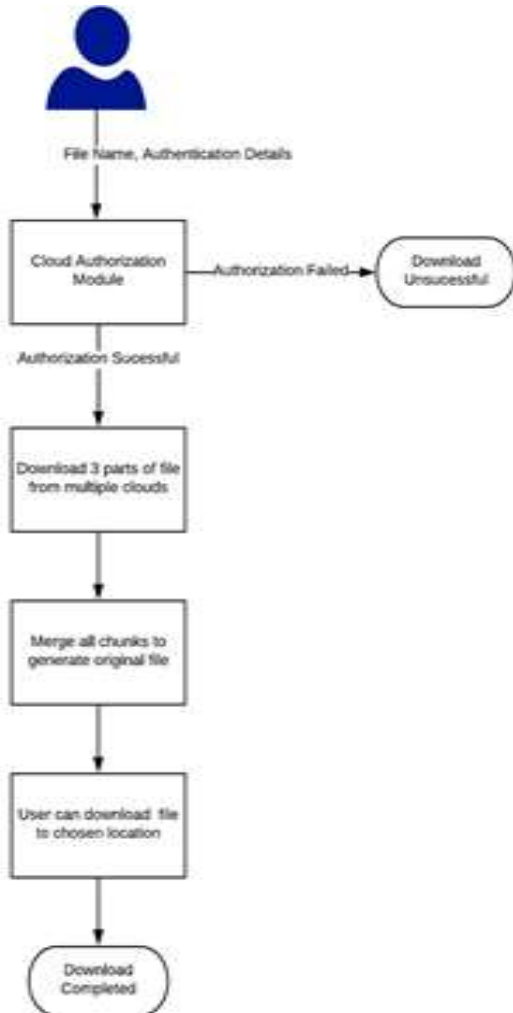 File Name, Authentication Details
Cloud Authorization
Module
Authorization Failed
Download
Unsucessful
Authorization Sucessful
Download 3 parts of file
from multiple clouds
Merge all chunks to
generate original file
User can download file
to chosen location
Download
Completed